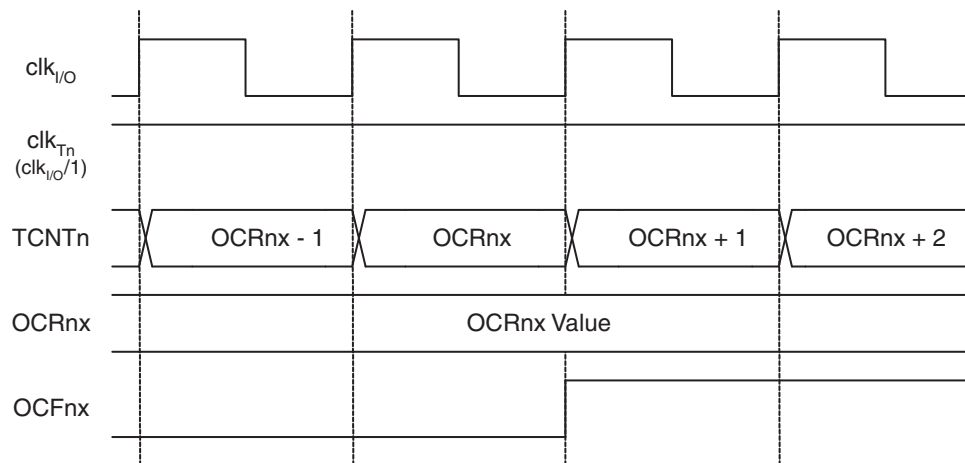 clkI/O
clkTn
(clkI/O/1)
TCNTn
OCRnx - 1
OCRnx
OCRnx + 1
OCRnx + 2
OCRnx
OCRnx Value
OCFnx